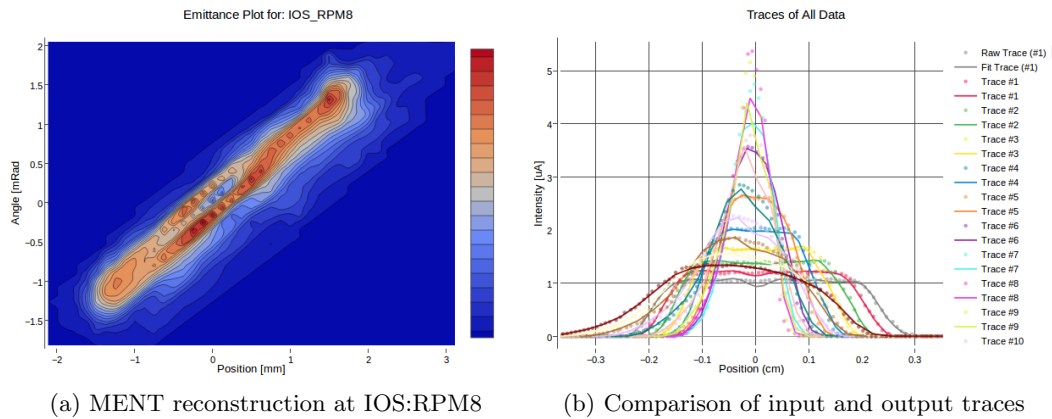 Emittance Plot for: IOS_RPM8
Angle [mRad]
2
1.5
1
0.5
0
−0.5
−1
−1.5
−2
−1
0
1
2
3
Position [mm]
(a) MENT reconstruction at IOS:RPM8
Traces of All Data
Intensity [uA]
5
4
3
2
1
0
−0.3
−0.2
−0.1
0
0.1
0.2
0.3
Position (cm)
Raw Trace (#1)
Fit Trace (#1)
Trace #1
Trace #1
Trace #2
Trace #2
Trace #3
Trace #3
Trace #4
Trace #4
Trace #5
Trace #5
Trace #6
Trace #6
Trace #7
Trace #7
Trace #8
Trace #8
Trace #9
Trace #9
Trace #10
(b) Comparison of input and output traces